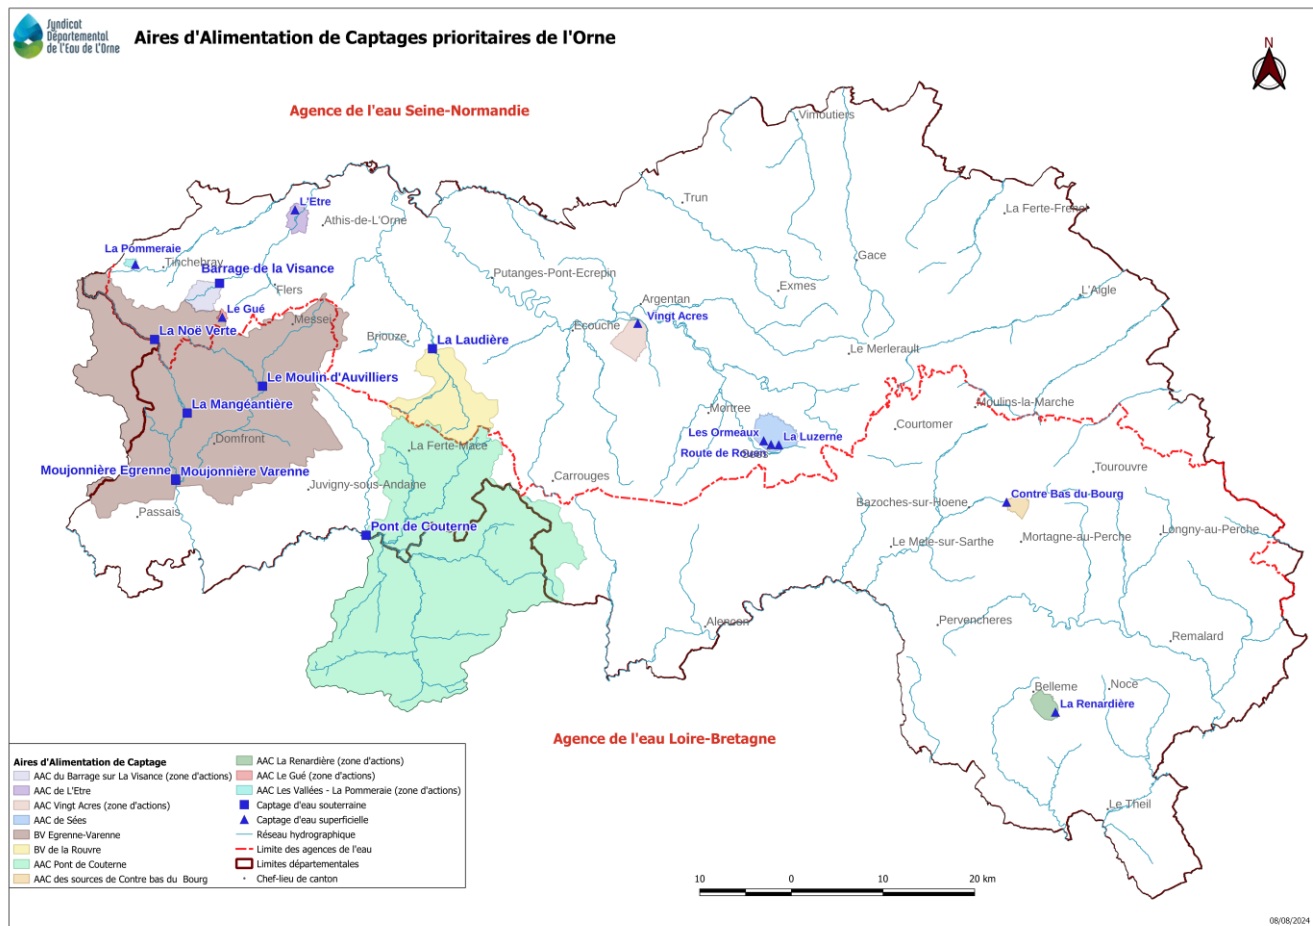 Syndicat
Départemental
de l'Eau de l'Orne
Aires d'Alimentation de Captages prioritaires de l'Orne
N
Agence de l'eau Seine-Normandie
Vimoutiers
Trun
La Ferte-Frenel
L'Etre
Athis-de-L'Orne
La Pommeraie
Tinchebray
Barrage de la Visance
Flers
Putanges-Pont-Ecrepin
Gace
Exmes
L'Aigle
Argentan
Vingt Acres
Le Gué
Messei
Ecouche
La Noë Verte
Briouze
La Laudière
Le Merlerault
Le Moulin d'Auvilliers
La Mangéantière
Mortree
Moulins-la-Marche
Courtomer
Domfront
La Ferte-Mace
Les Ormeaux
La Luzerne
Route de Rouen
Sees
Moujonnière Egrenne
Moujonnière Varenne
Juvigny-sous-Andaine
Carrouges
Tourouvre
Passais
Bazoches-sur-Hoene
Contre Bas du Bourg
Pont de Couterne
Le Mele-sur-Sarthe
Mortagne-au-Perche
Longny-au-Perche
Alencon
Pervencheres
Remalard
Belleme
Noce
La Renardière
Agence de l'eau Loire-Bretagne
Le Theil
Aires d'Alimentation de Captage
AAC du Barrage sur La Visance (zone d'actions)
AAC de L'Etre
AAC Vingt Acres (zone d'actions)
AAC de Sées
BV Egrenne-Varenne
BV de la Rouvre
AAC Pont de Couterne
AAC des sources de Contre bas du Bourg
AAC La Renardière (zone d'actions)
AAC Le Gué (zone d'actions)
AAC Les Vallées - La Pommeraie (zone d'actions)
Captage d'eau souterraine
Captage d'eau superficielle
Réseau hydrographique
Limite des agences de l'eau
Limites départementales
Chef-lieu de canton
10 0 10 20 km
08/08/2024